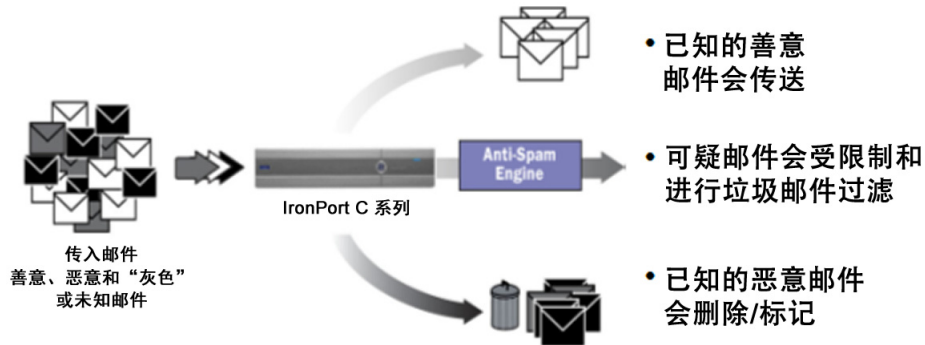 • 已知的善意
邮件会传送
Anti-Spam
Engine
• 可疑邮件会受限制和
进行垃圾邮件过滤
IronPort C 系列
传入邮件
善意、恶意和“灰色”
或未知邮件
• 已知的恶意邮件
会删除/标记